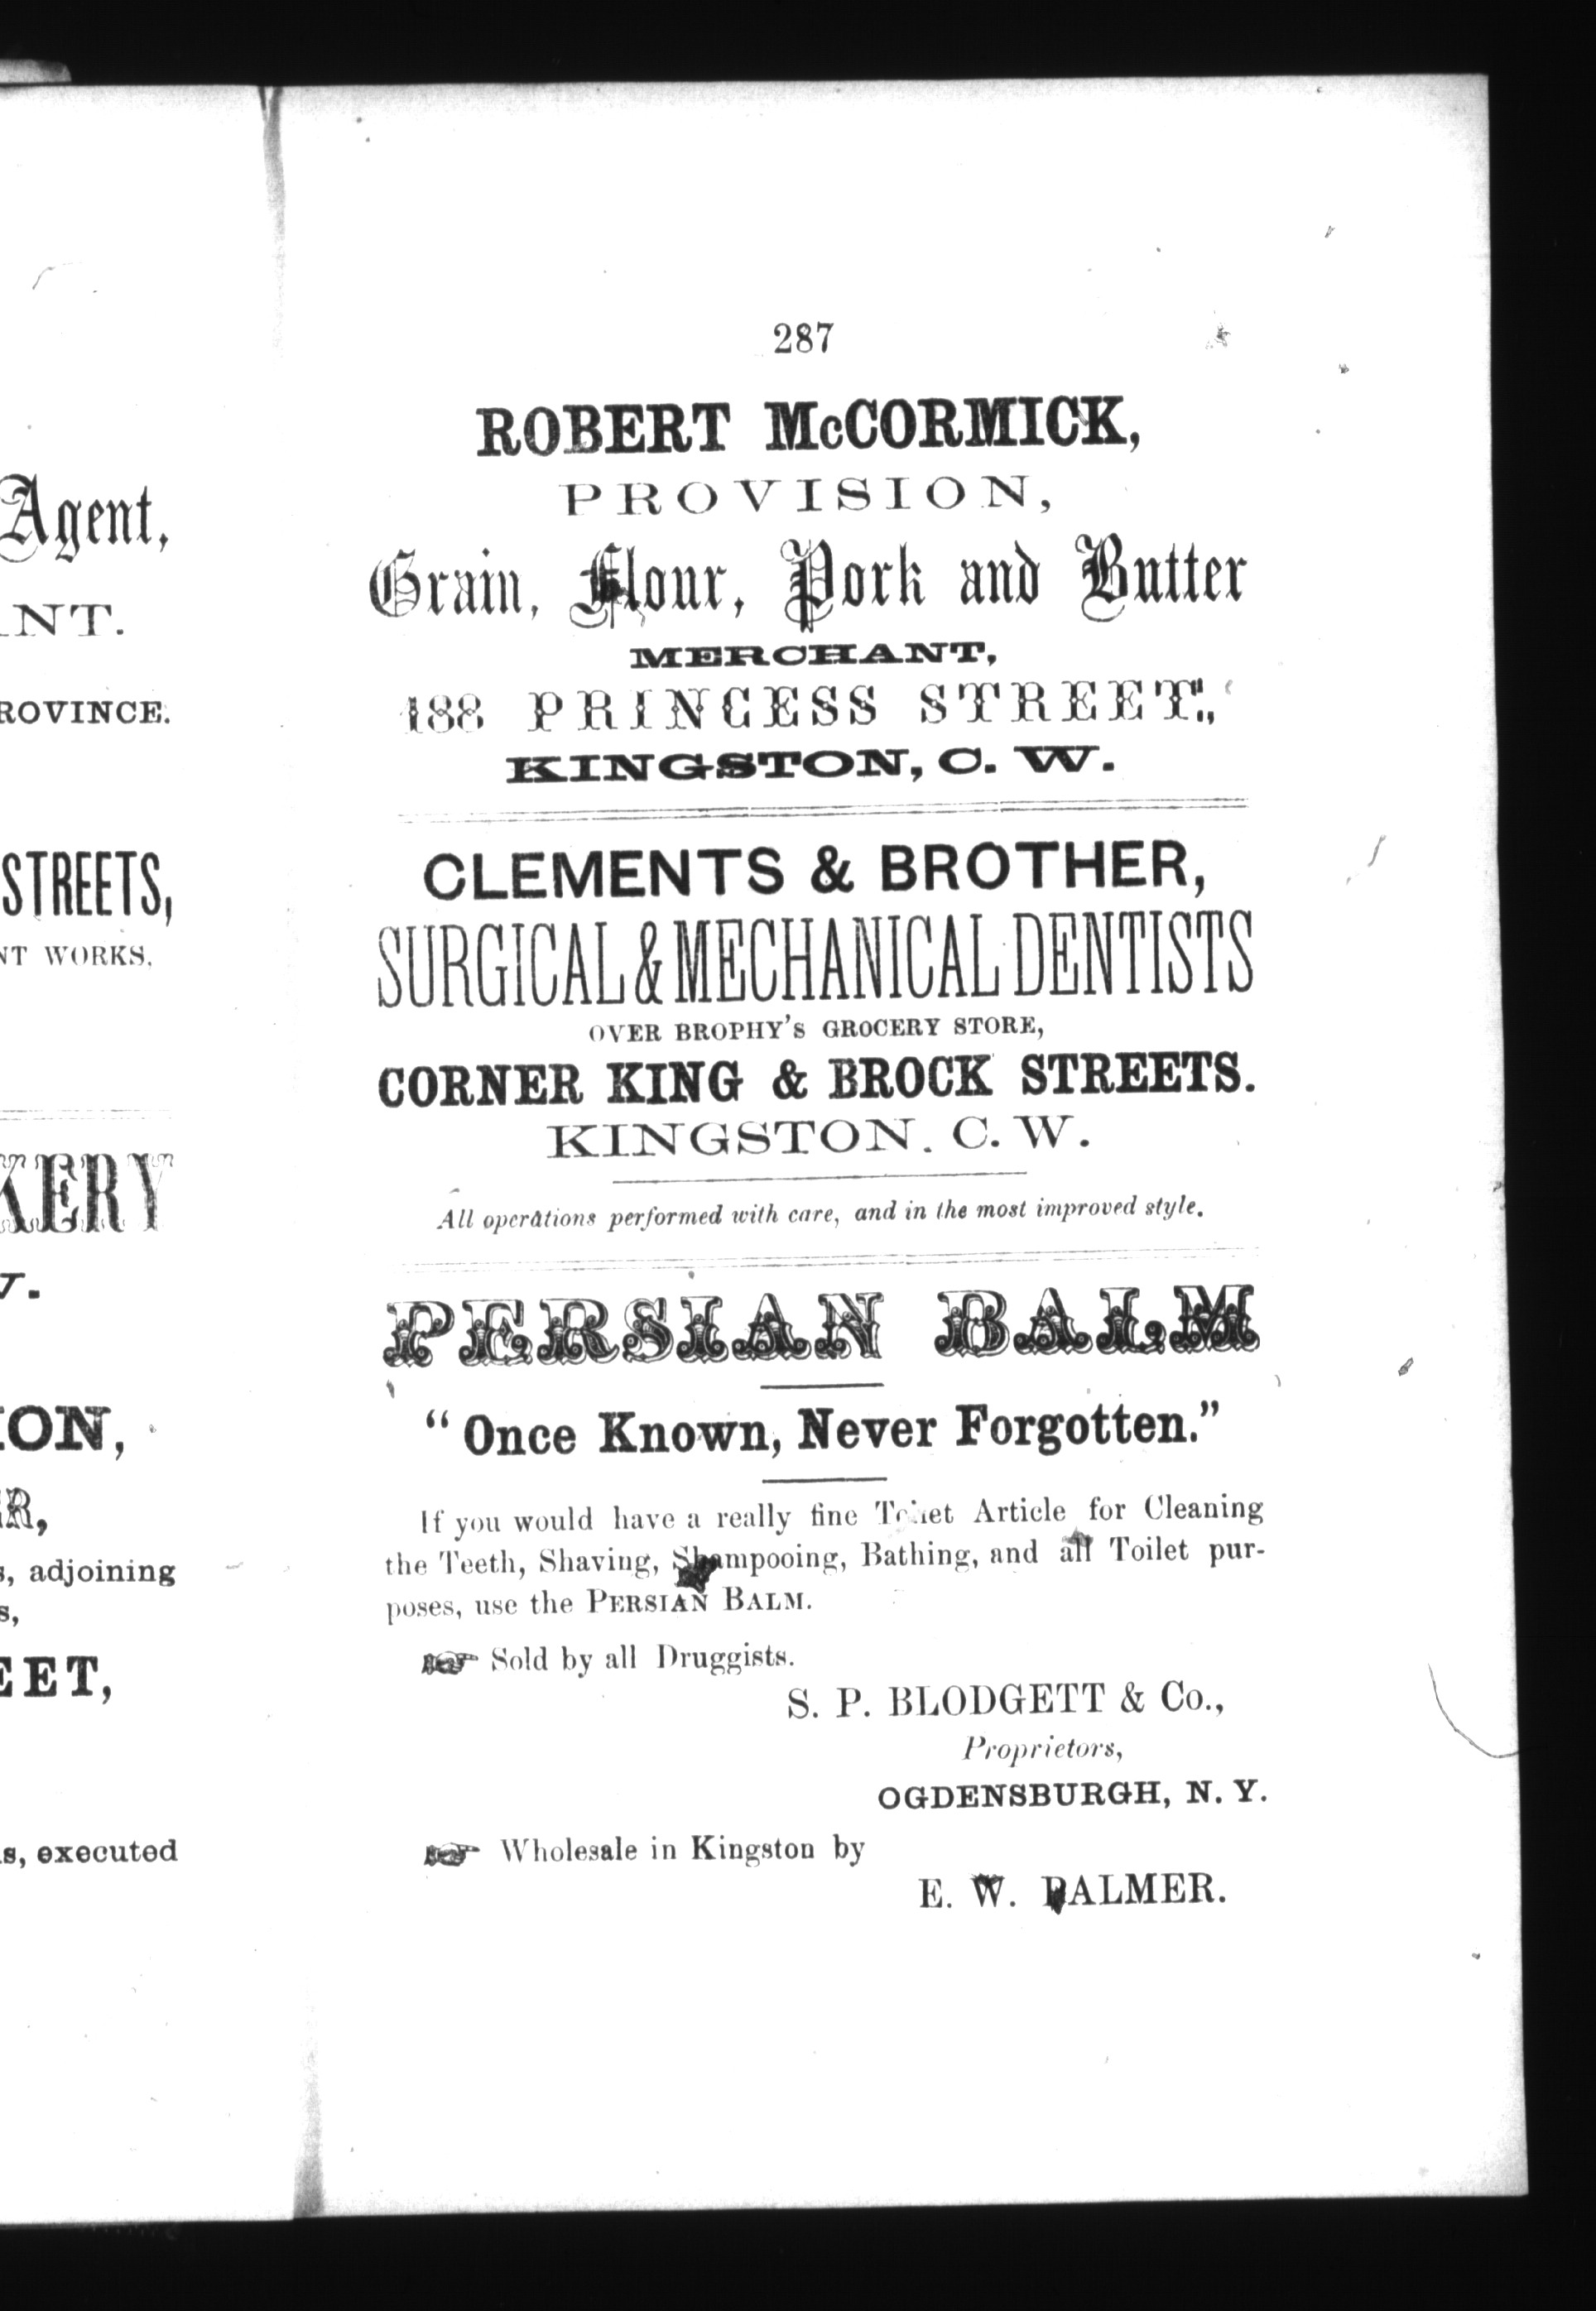 Agent,
NT.
ROVINCE.
STREETS,
NT WORKS.
KERY
ON,
R,
, adjoining
s,
EET,
s, executed
287
ROBERT McCORMICK,
PROVISION,
Grain, Flour, Pork and Butter
MERCHANT,
188 PRINCESS STREET,
KINGSTON, C. W.
CLEMENTS & BROTHER,
SURGICAL & MECHANICAL DENTISTS
OVER BROPHY'S GROCERY STORE,
CORNER KING & BROCK STREETS.
KINGSTON. C. W.
All operations performed with care, and in the most improved style.
PERSIAN BALM
"Once Known, Never Forgotten."
If you would have a really fine Toilet Article for Cleaning
the Teeth, Shaving, Shampooing, Bathing, and all Toilet pur-
poses, use the PERSIAN BALM.
☞ Sold by all Druggists.
S. P. BLODGETT & Co.,
Proprietors,
OGDENSBURGH, N. Y.
☞ Wholesale in Kingston by
E. W. PALMER.